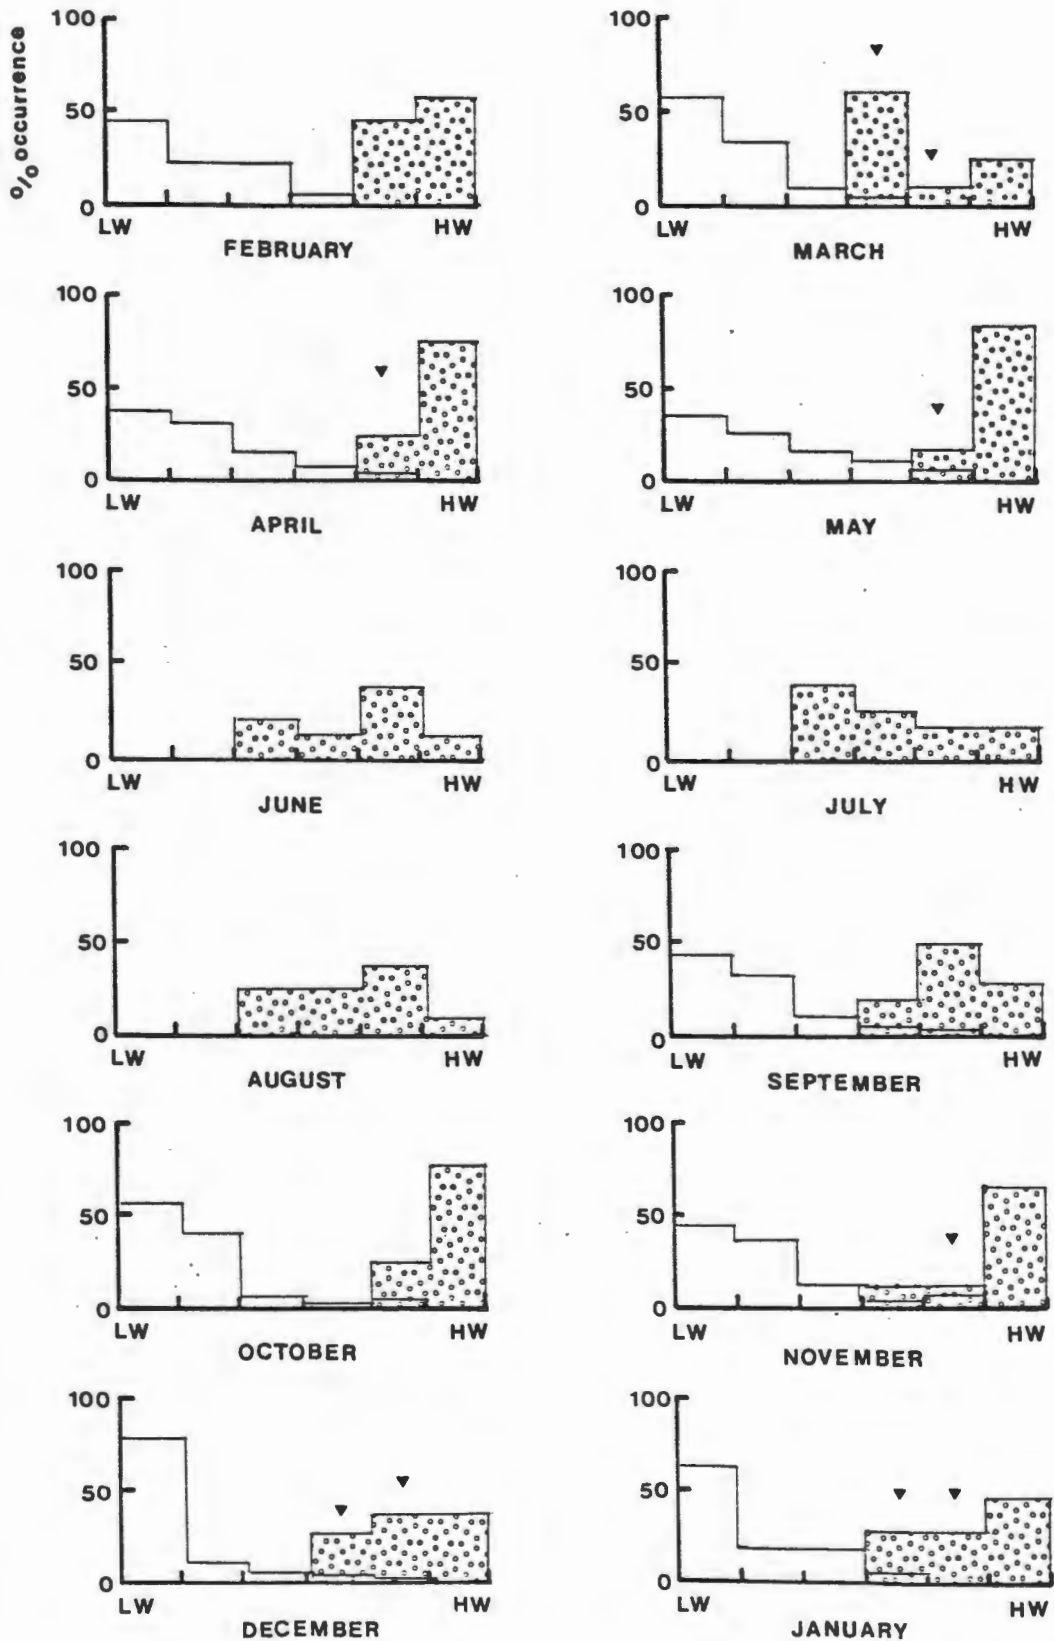 % occurrence
100
50
0
LW HW
FEBRUARY
100
50
0
LW HW
MARCH
100
50
0
LW HW
APRIL
100
50
0
LW HW
MAY
100
50
0
LW HW
JUNE
100
50
0
LW HW
JULY
100
50
0
LW HW
AUGUST
100
50
0
LW HW
SEPTEMBER
100
50
0
LW HW
OCTOBER
100
50
0
LW HW
NOVEMBER
100
50
0
LW HW
DECEMBER
100
50
0
LW HW
JANUARY